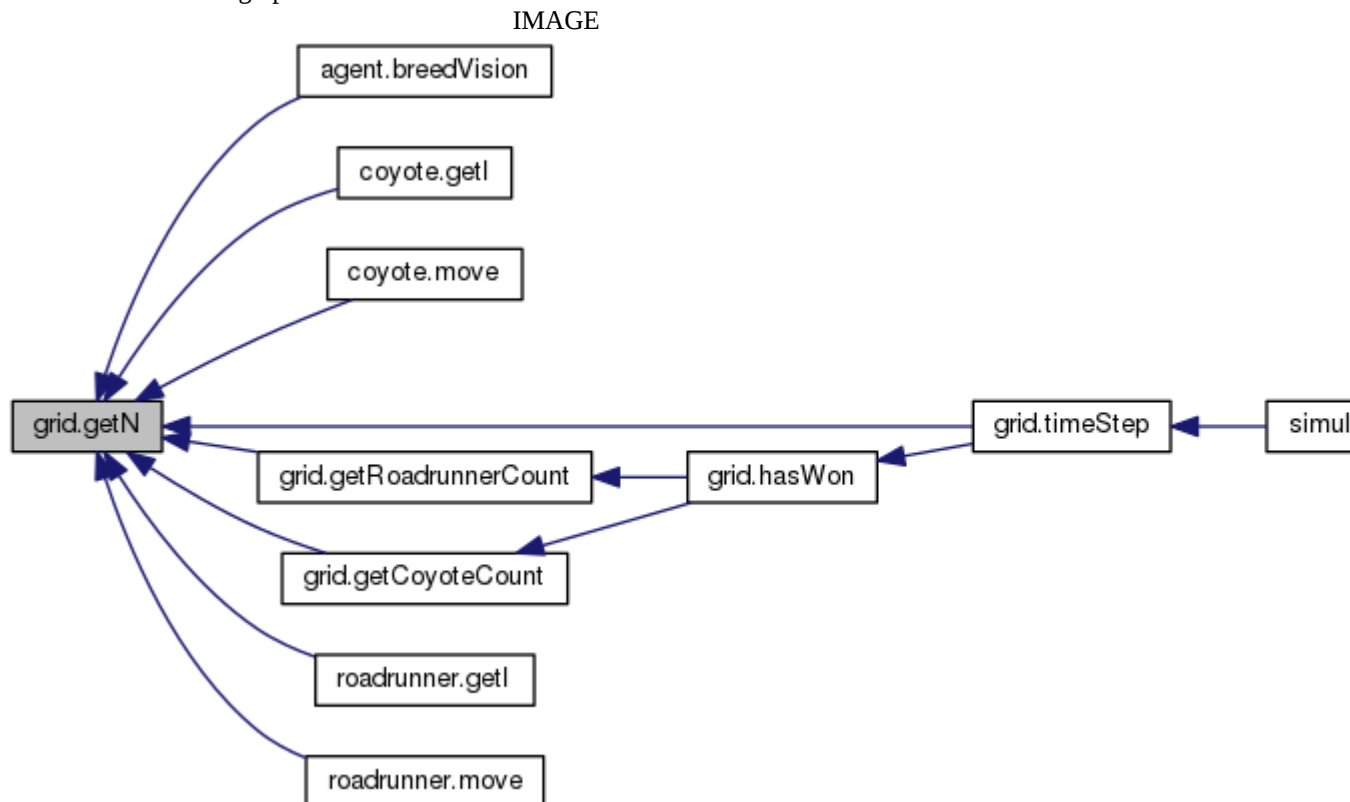 IMAGE
agent.breedVision
coyote.getI
coyote.move
grid.getN
grid.timeStep
simul
grid.getRoadrunnerCount
grid.hasWon
grid.getCoyoteCount
roadrunner.getI
roadrunner.move